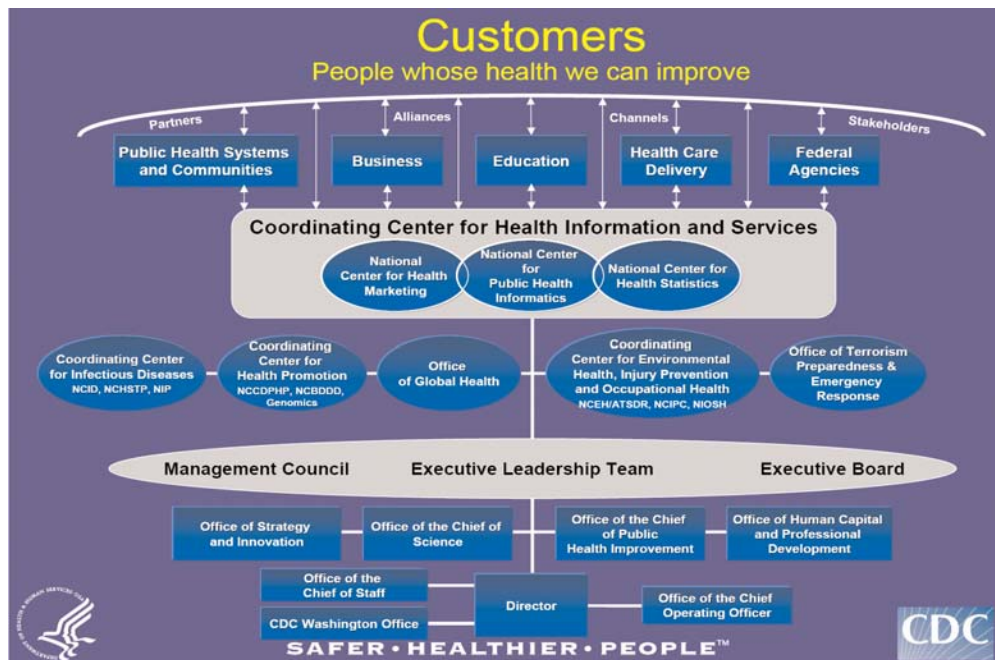 Customers
People whose health we can improve
Partners
Alliances
Channels
Stakeholders
Public Health Systems
and Communities
Business
Education
Health Care
Delivery
Federal
Agencies
Coordinating Center for Health Information and Services
National
Center for Health
Marketing
National Center
for
Public Health
Informatics
National Center for
Health Statistics
Coordinating Center
for Infectious Diseases
NCID, NCHSTP, NIP
Coordinating
Center for
Health Promotion
NCCDPHP, NCBDDD,
Genomics
Office
of Global Health
Coordinating
Center for Environmental
Health, Injury Prevention
and Occupational Health
NCEH/ATSDR, NCIPC, NIOSH
Office of Terrorism
Preparedness &
Emergency
Response
Management Council
Executive Leadership Team
Executive Board
Office of Strategy
and Innovation
Office of the Chief of
Science
Office of the Chief
of Public
Health Improvement
Office of Human Capital
and Professional
Development
Office of the
Chief of Staff
CDC Washington Office
Director
Office of the Chief
Operating Officer
DEPARTMENT OF HEALTH & HUMAN SERVICES•USA
SAFER•HEALTHIER•PEOPLE™
CDC